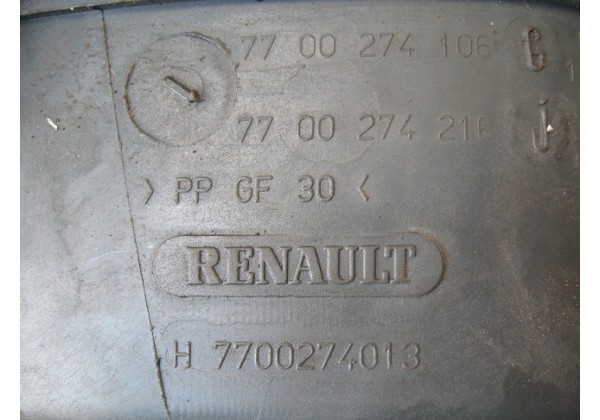 77 00 274 106 G
77 00 274 216 j
> PP GF 30 <
RENAULT
H 7700274013